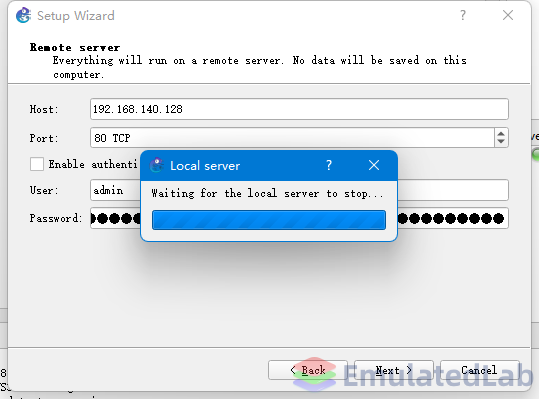 Setup Wizard
Remote server
Everything will run on a remote server. No data will be saved on this
computer.
Host: 192.168.140.128
Port: 80 TCP
Enable authenti
Local server
Waiting for the local server to stop...
User: admin
Password:
< Back Next > Cancel
EmulatedLab